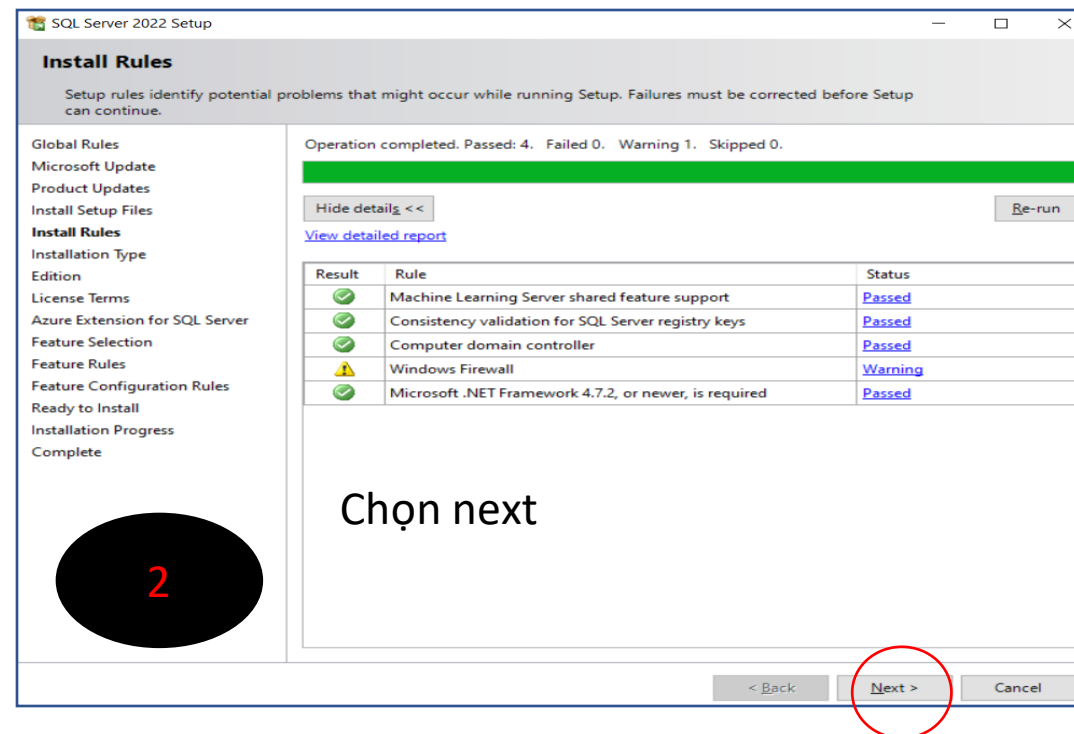 SQL Server 2022 Setup
Install Rules
Setup rules identify potential problems that might occur while running Setup. Failures must be corrected before Setup
can continue.
Global Rules
Microsoft Update
Product Updates
Install Setup Files
Install Rules
Installation Type
Edition
License Terms
Azure Extension for SQL Server
Feature Selection
Feature Rules
Feature Configuration Rules
Ready to Install
Installation Progress
Complete
2
Operation completed. Passed: 4. Failed 0. Warning 1. Skipped 0.
Hide details << Re-run
View detailed report
Result Rule Status
Machine Learning Server shared feature support Passed
Consistency validation for SQL Server registry keys Passed
Computer domain controller Passed
Windows Firewall Warning
Microsoft .NET Framework 4.7.2, or newer, is required Passed
Chọn next
< Back Next > Cancel